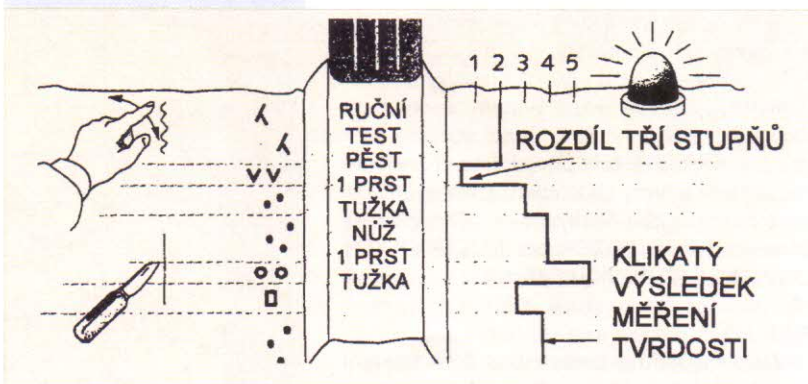 1 2 3 4 5
RUČNÍ
TEST
PĚST
1 PRST
TUŽKA
NŮŽ
1 PRST
TUŽKA
ROZDÍL TŘÍ STUPŇŮ
KLIKATÝ
VÝSLEDEK
MĚŘENÍ
TVRDOSTI